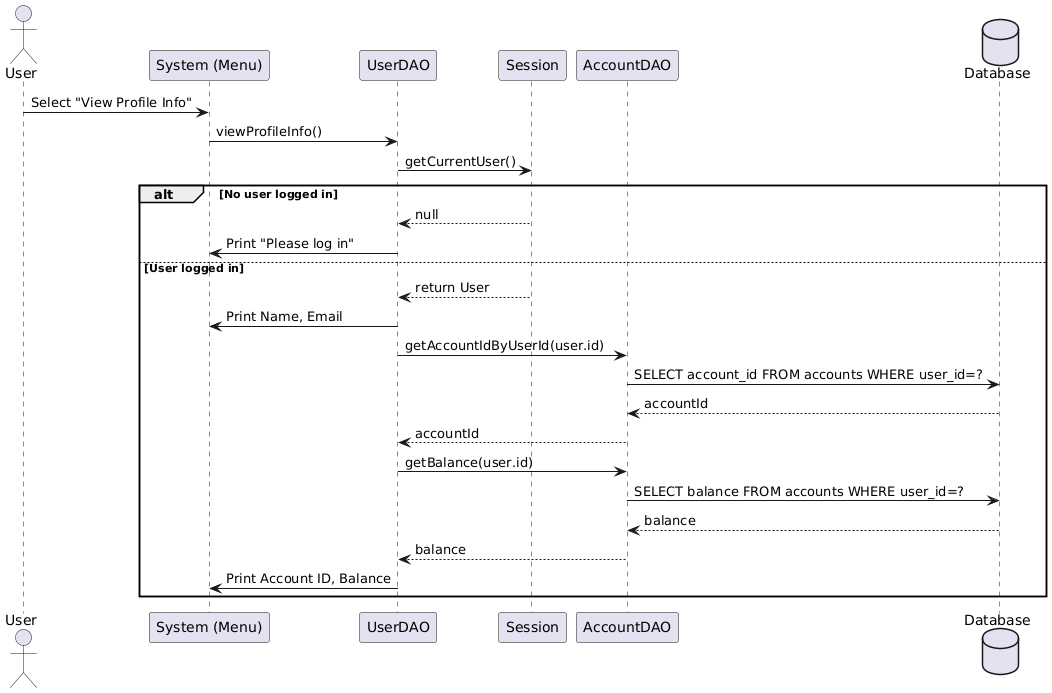 User
System (Menu)
UserDAO
Session
AccountDAO
Database
Select "View Profile Info"
viewProfileInfo()
getCurrentUser()
alt
[No user logged in]
null
Print "Please log in"
[User logged in]
return User
Print Name, Email
getAccountIdByUserId(user.id)
SELECT account_id FROM accounts WHERE user_id=?
accountId
accountId
getBalance(user.id)
SELECT balance FROM accounts WHERE user_id=?
balance
balance
Print Account ID, Balance
User
System (Menu)
UserDAO
Session
AccountDAO
Database